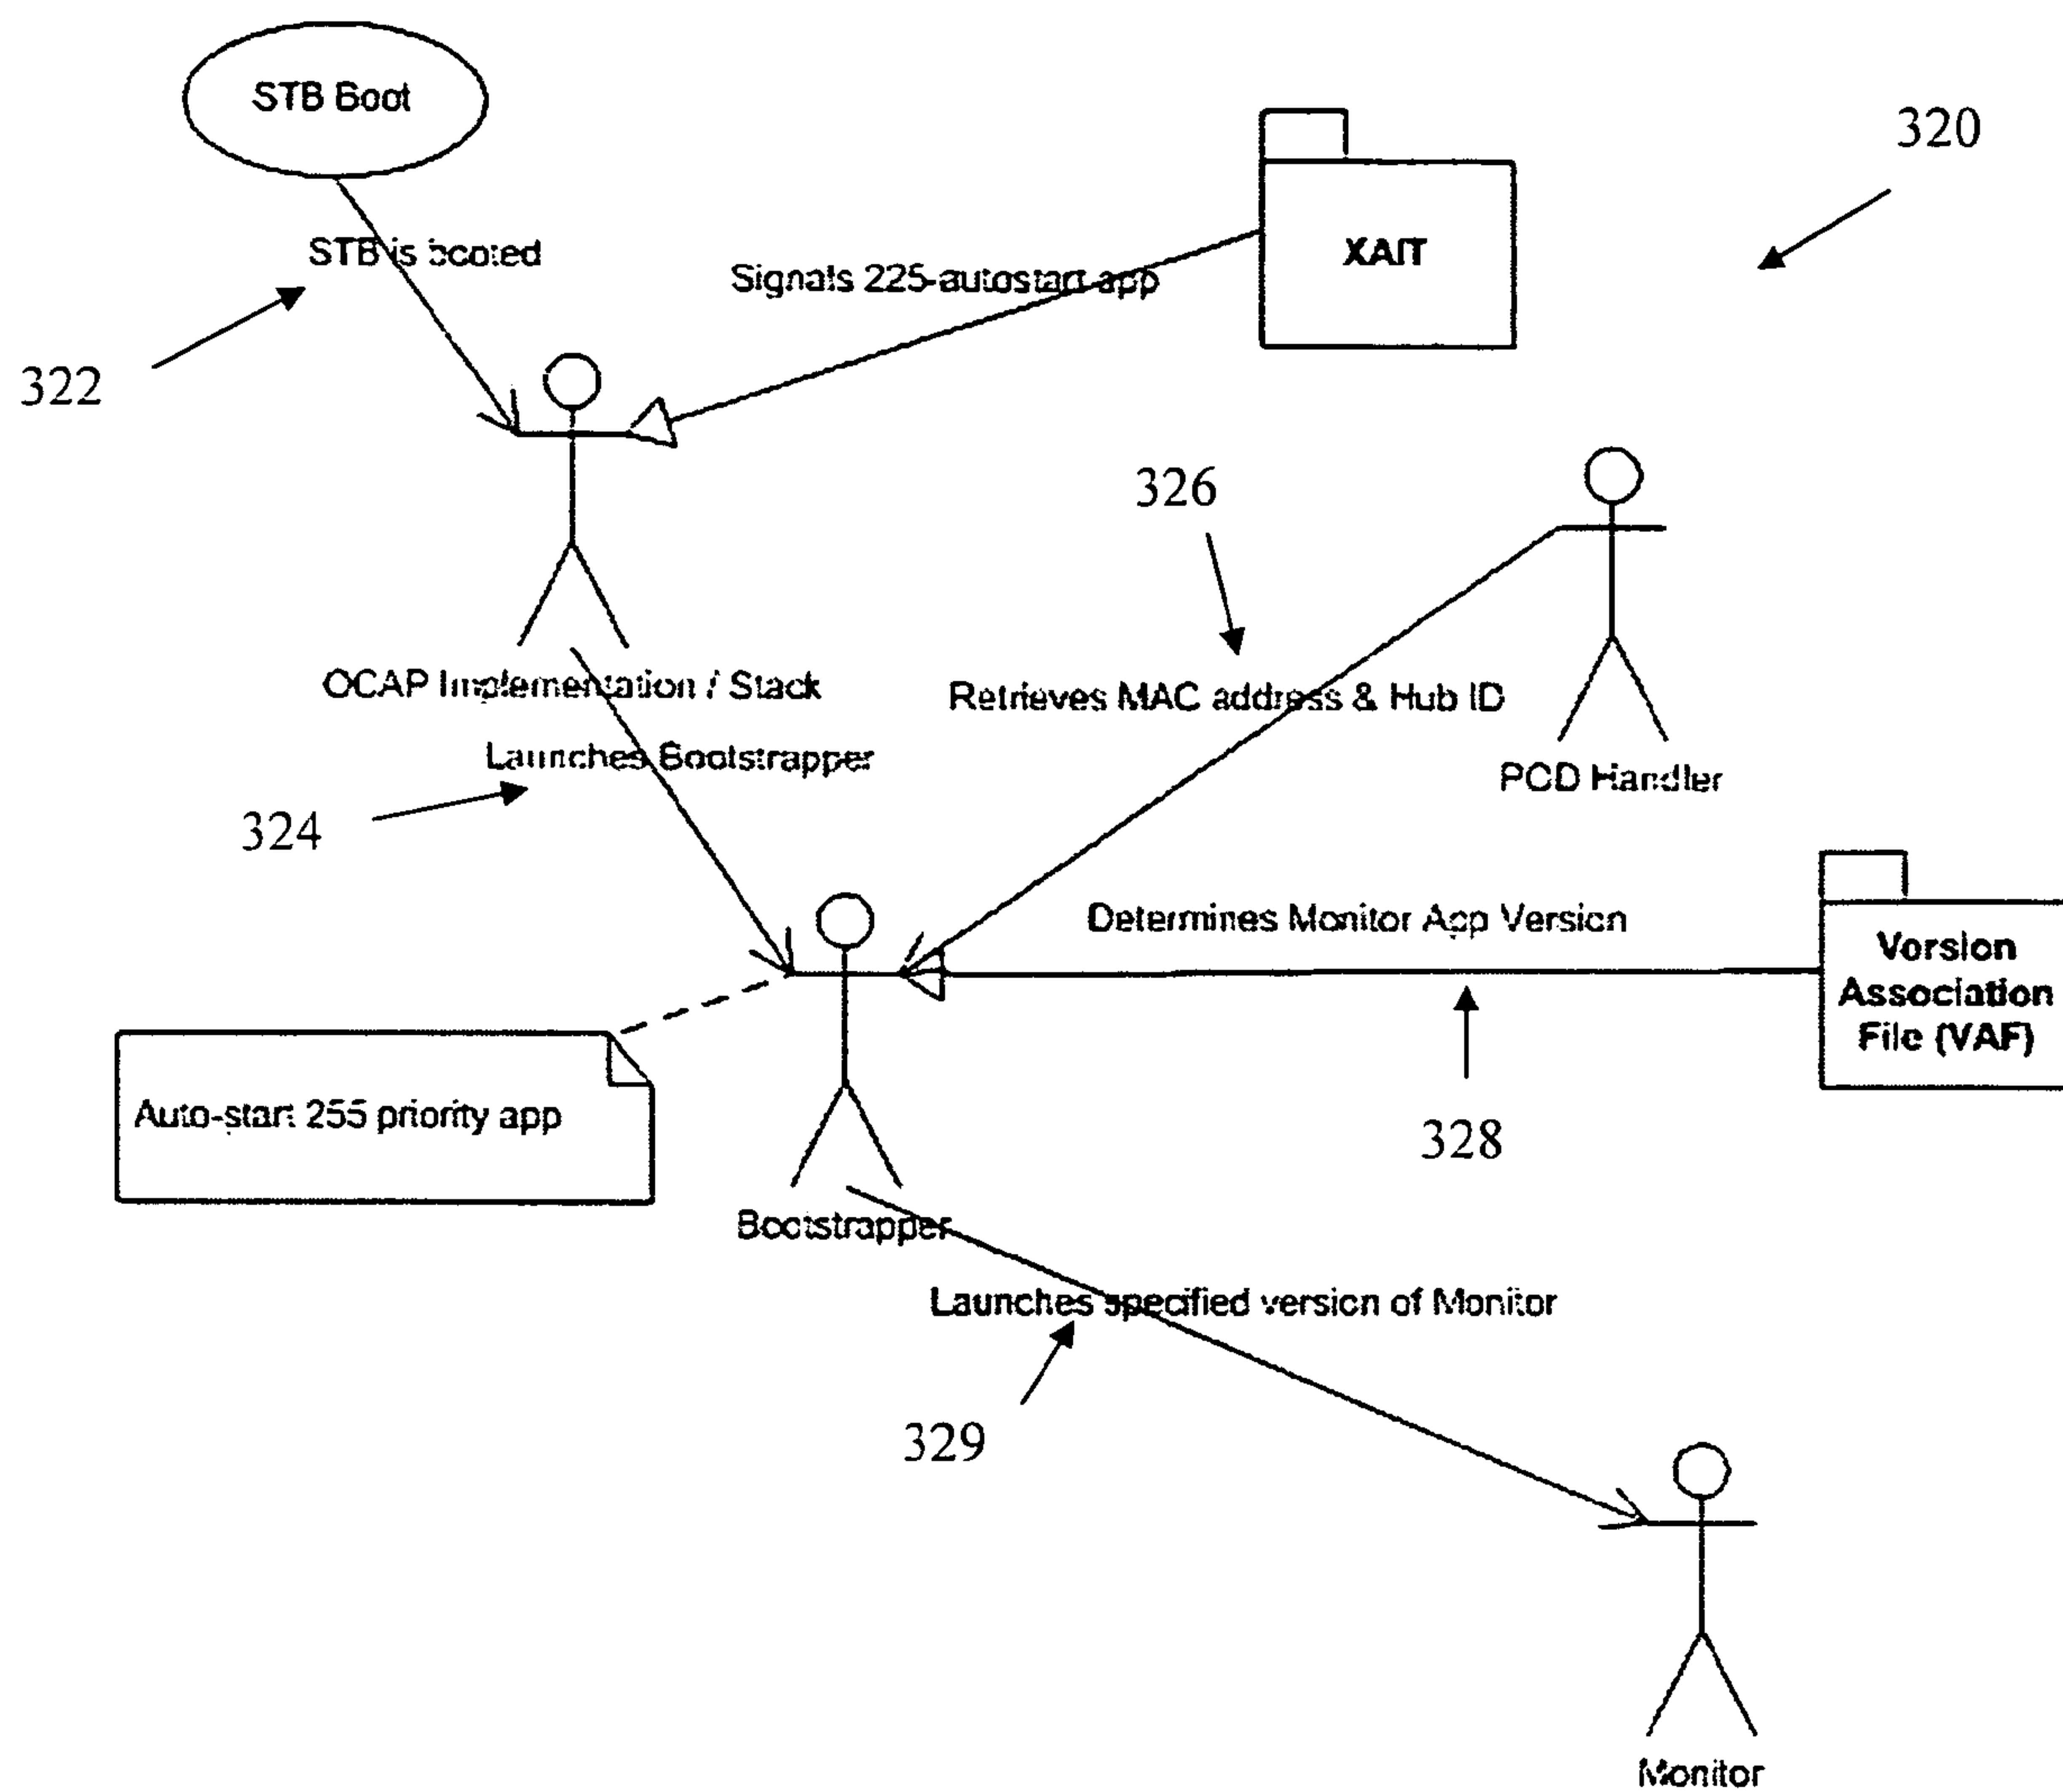 STB Boot
320
XAIT
STB is booted
Signals 225-autostart-app
322
326
OCAP Implementation / Stack
Retrieves MAC address & Hub ID
Launches Bootstrapper
PCD Handler
324
Determines Monitor App Version
Version
Association
File (VAF)
Auto-start 255 priority app
328
Bootstrapper
Launches specified version of Monitor
329
Monitor